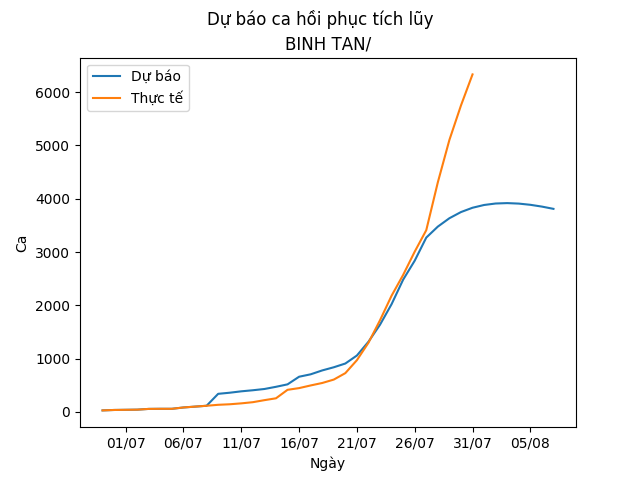 Dự báo ca hồi phục tích lũy
BINH TAN/
Dự báo
Thực tế
6000
5000
4000
3000
2000
1000
0
Ca
01/07 06/07 11/07 16/07 21/07 26/07 31/07 05/08
Ngày